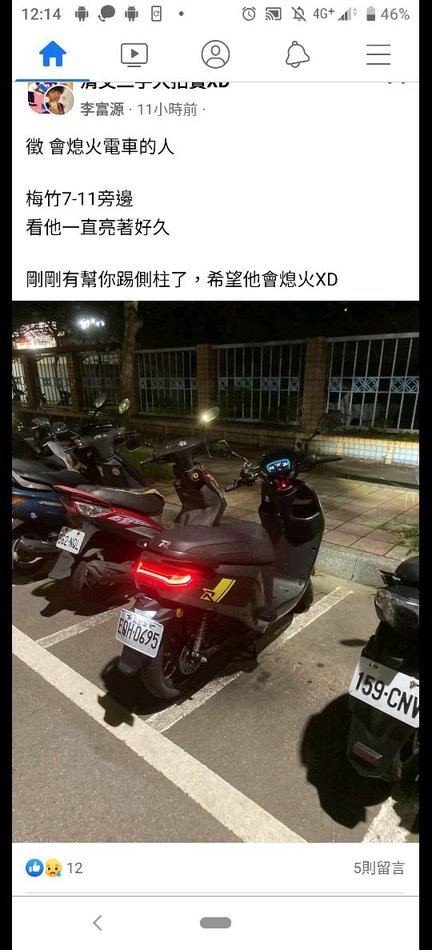 12:14
4G+
46%
清交二手大拍賣XD
李富源 · 11小時前 ·
徵 會熄火電車的人
梅竹7-11旁邊
看他一直亮著好久
剛剛有幫你踢側柱了，希望他會熄火XD
EQH-0695
159-CNV
12
5則留言